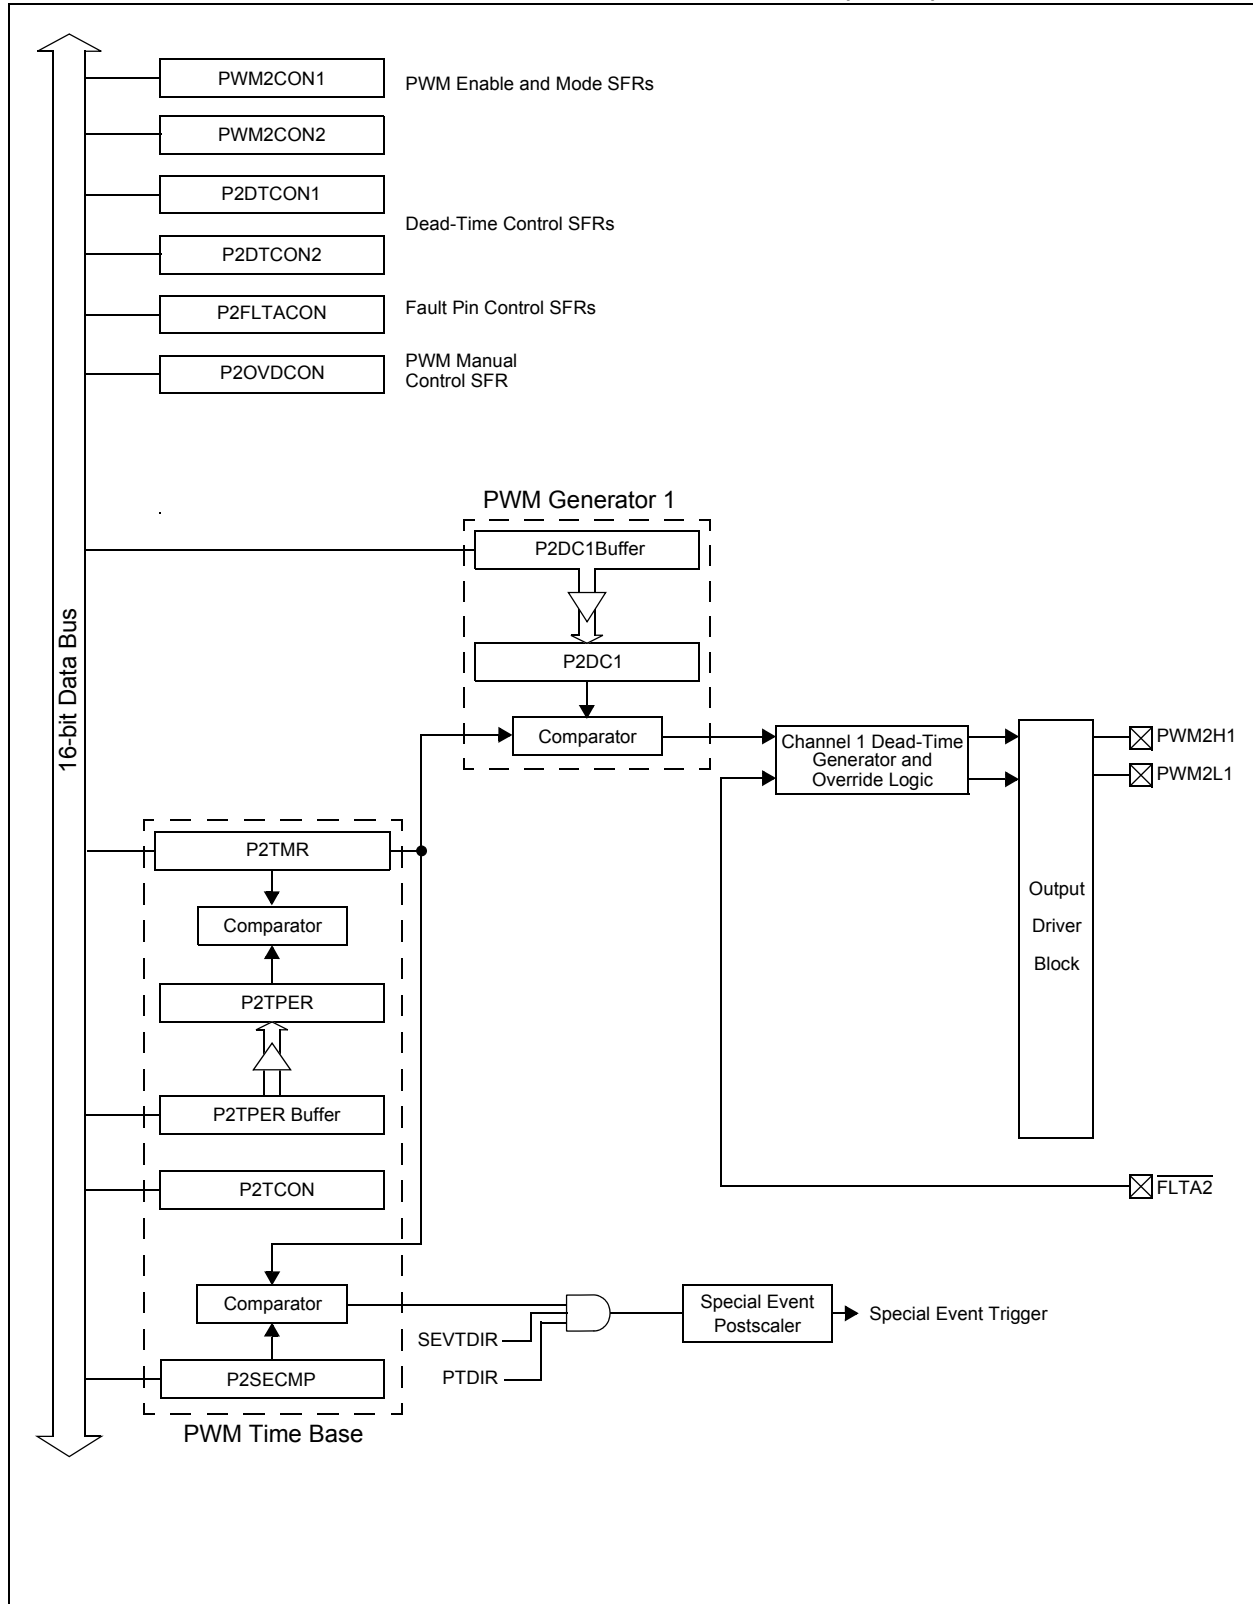 PWM2CON1
PWM Enable and Mode SFRs
PWM2CON2
P2DTCON1
Dead-Time Control SFRs
P2DTCON2
P2FLTACON
Fault Pin Control SFRs
P2OVDCON
PWM Manual
Control SFR
16-bit Data Bus
PWM Generator 1
P2DC1Buffer
P2DC1
Comparator
Channel 1 Dead-Time
Generator and
Override Logic
PWM2H1
PWM2L1
Output
Driver
Block
P2TMR
Comparator
P2TPER
P2TPER Buffer
P2TCON
FLTA2
Comparator
SEVTDIR
PTDIR
Special Event
Postscaler
Special Event Trigger
P2SECMP
PWM Time Base